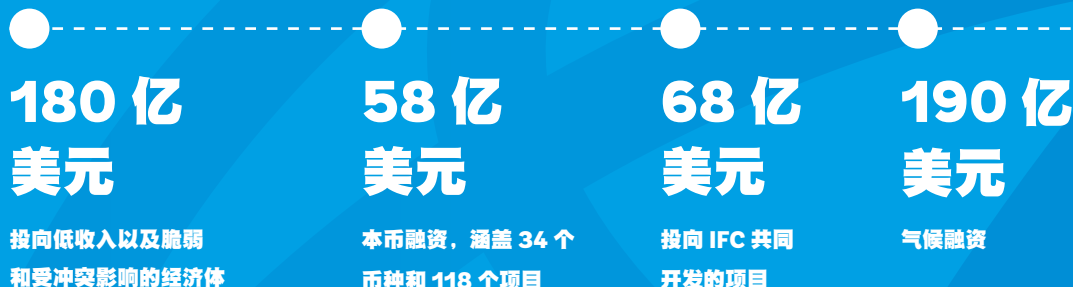 180 亿
美元
投向低收入以及脆弱
和受冲突影响的经济体
58 亿
美元
本币融资，涵盖 34 个
币种和 118 个项目
68 亿
美元
投向 IFC 共同
开发的项目
190 亿
美元
气候融资